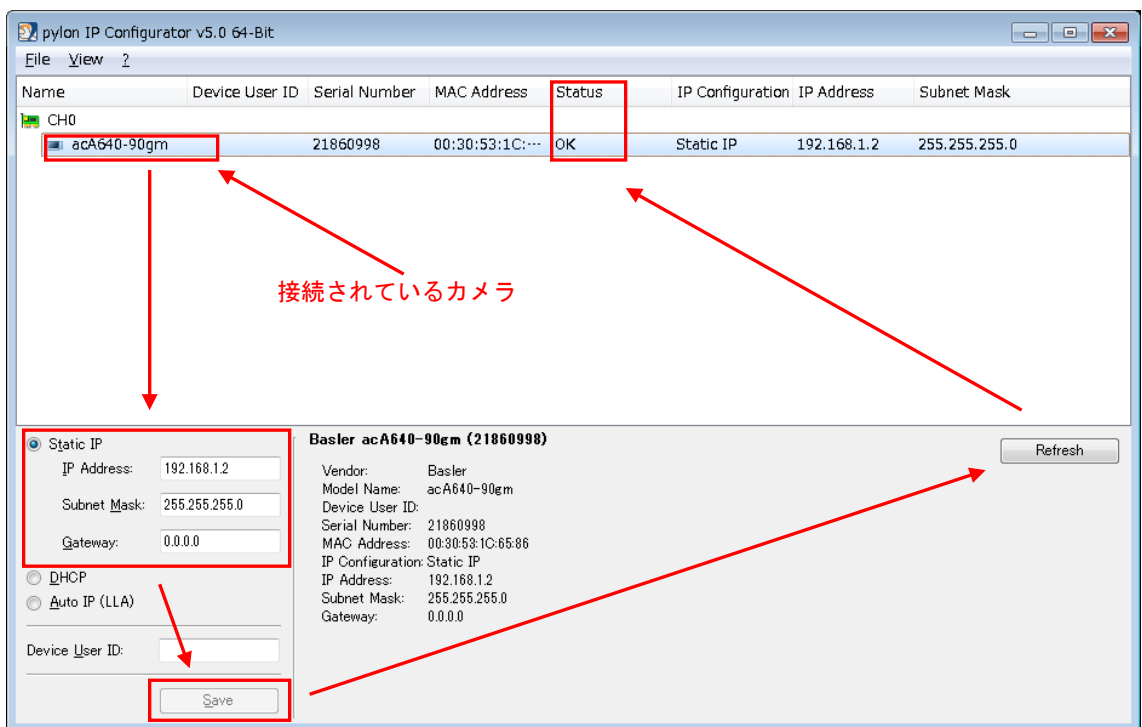 pylon IP Configurator v5.0 64-Bit
File View ?
Name Device User ID Serial Number MAC Address Status IP Configuration IP Address Subnet Mask
CH0
acA640-90gm 21860998 00:30:53:1C:… OK Static IP 192.168.1.2 255.255.255.0
接続されているカメラ
Static IP
IP Address: 192.168.1.2
Subnet Mask: 255.255.255.0
Gateway: 0.0.0.0
DHCP
Auto IP (LLA)
Device User ID:
Save
Basler acA640-90gm (21860998)
Vendor: Basler
Model Name: acA640-90gm
Device User ID:
Serial Number: 21860998
MAC Address: 00:30:53:1C:65:86
IP Configuration: Static IP
IP Address: 192.168.1.2
Subnet Mask: 255.255.255.0
Gateway: 0.0.0.0
Refresh